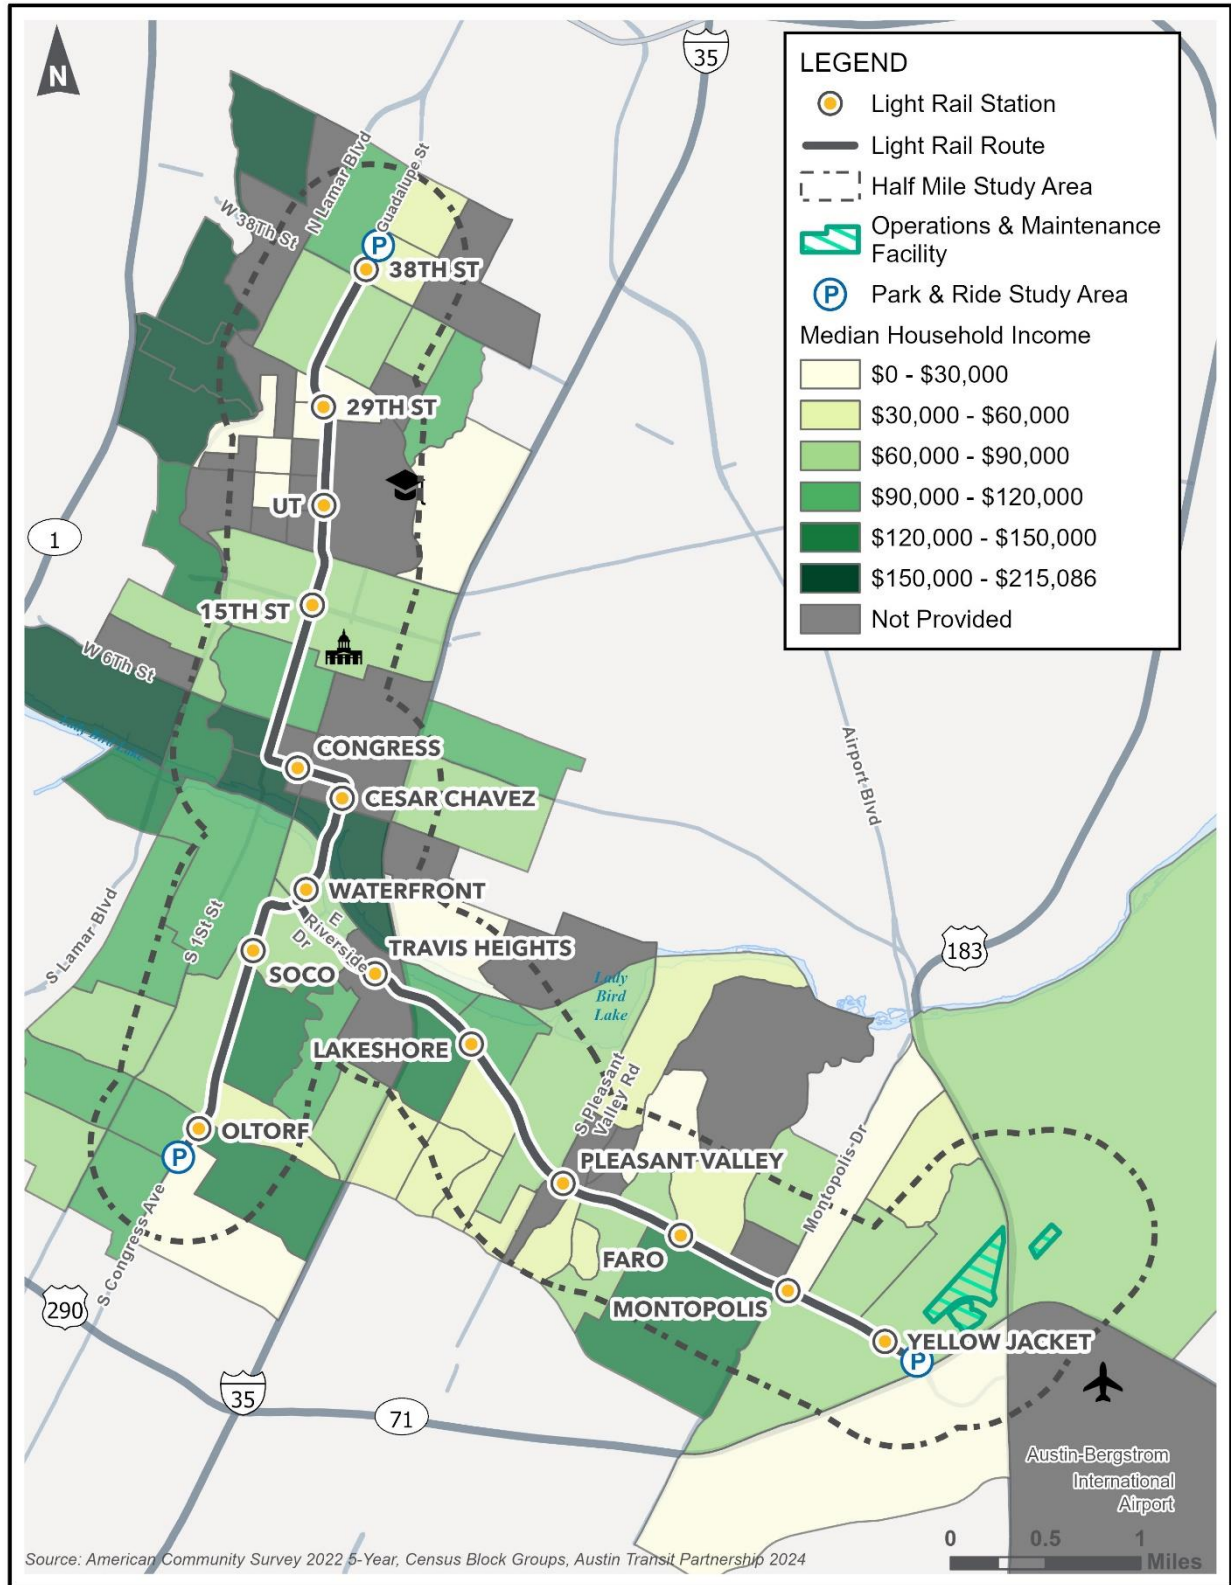 N
35
LEGEND
Light Rail Station
Light Rail Route
Half Mile Study Area
Operations & Maintenance
Facility
P
Park & Ride Study Area
Median Household Income
$0 - $30,000
$30,000 - $60,000
$60,000 - $90,000
$90,000 - $120,000
$120,000 - $150,000
$150,000 - $215,086
Not Provided
N Lamar Blvd
Guadalupe St
W 38Th St
P
38TH ST
29TH ST
UT
1
15TH ST
W 6Th St
Lady Bird Lake
CONGRESS
CESAR CHAVEZ
Airport Blvd
WATERFRONT
S Lamar Blvd
S 1St St
E
Riverside
Dr
TRAVIS HEIGHTS
SOCO
183
Lady
Bird
Lake
LAKESHORE
S Pleasant
Valley Rd
OLTORF
P
PLEASANT VALLEY
Montopolis Dr
S Congress Ave
FARO
MONTOPOLIS
YELLOW JACKET
P
290
35
71
Austin-Bergstrom
International
Airport
0 0.5 1
Miles
Source: American Community Survey 2022 5-Year, Census Block Groups, Austin Transit Partnership 2024